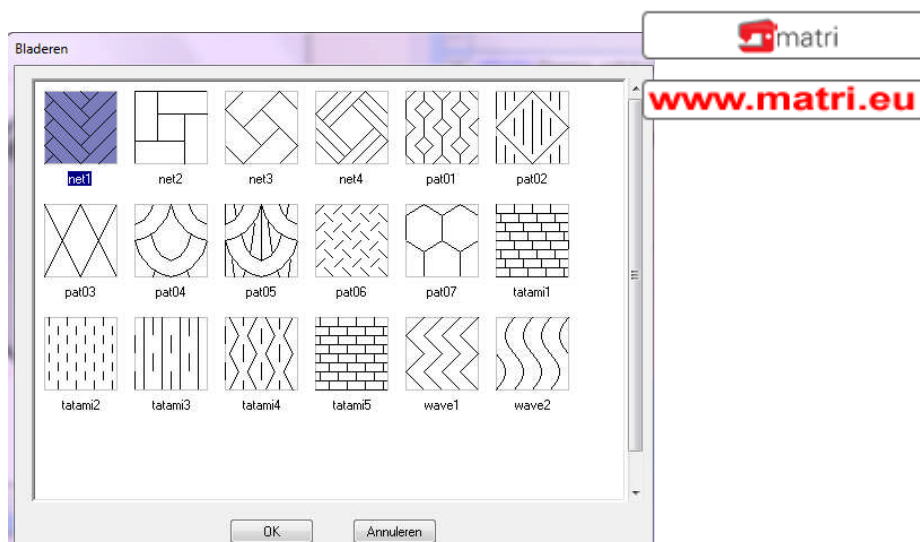 matri
www.matri.eu
Bladeren
net1 net2 net3 net4 pat01 pat02
pat03 pat04 pat05 pat06 pat07 tatami1
tatami2 tatami3 tatami4 tatami5 wave1 wave2
OK Annuleren